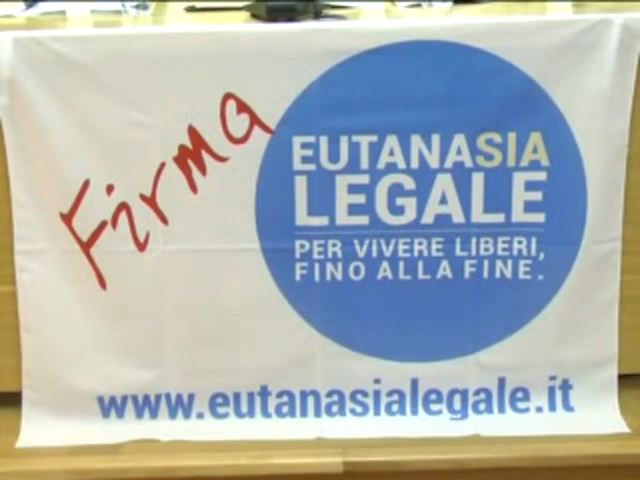 Firma
EUTANASIA
LEGALE
PER VIVERE LIBERI,
FINO ALLA FINE.
www.eutanasialegale.it